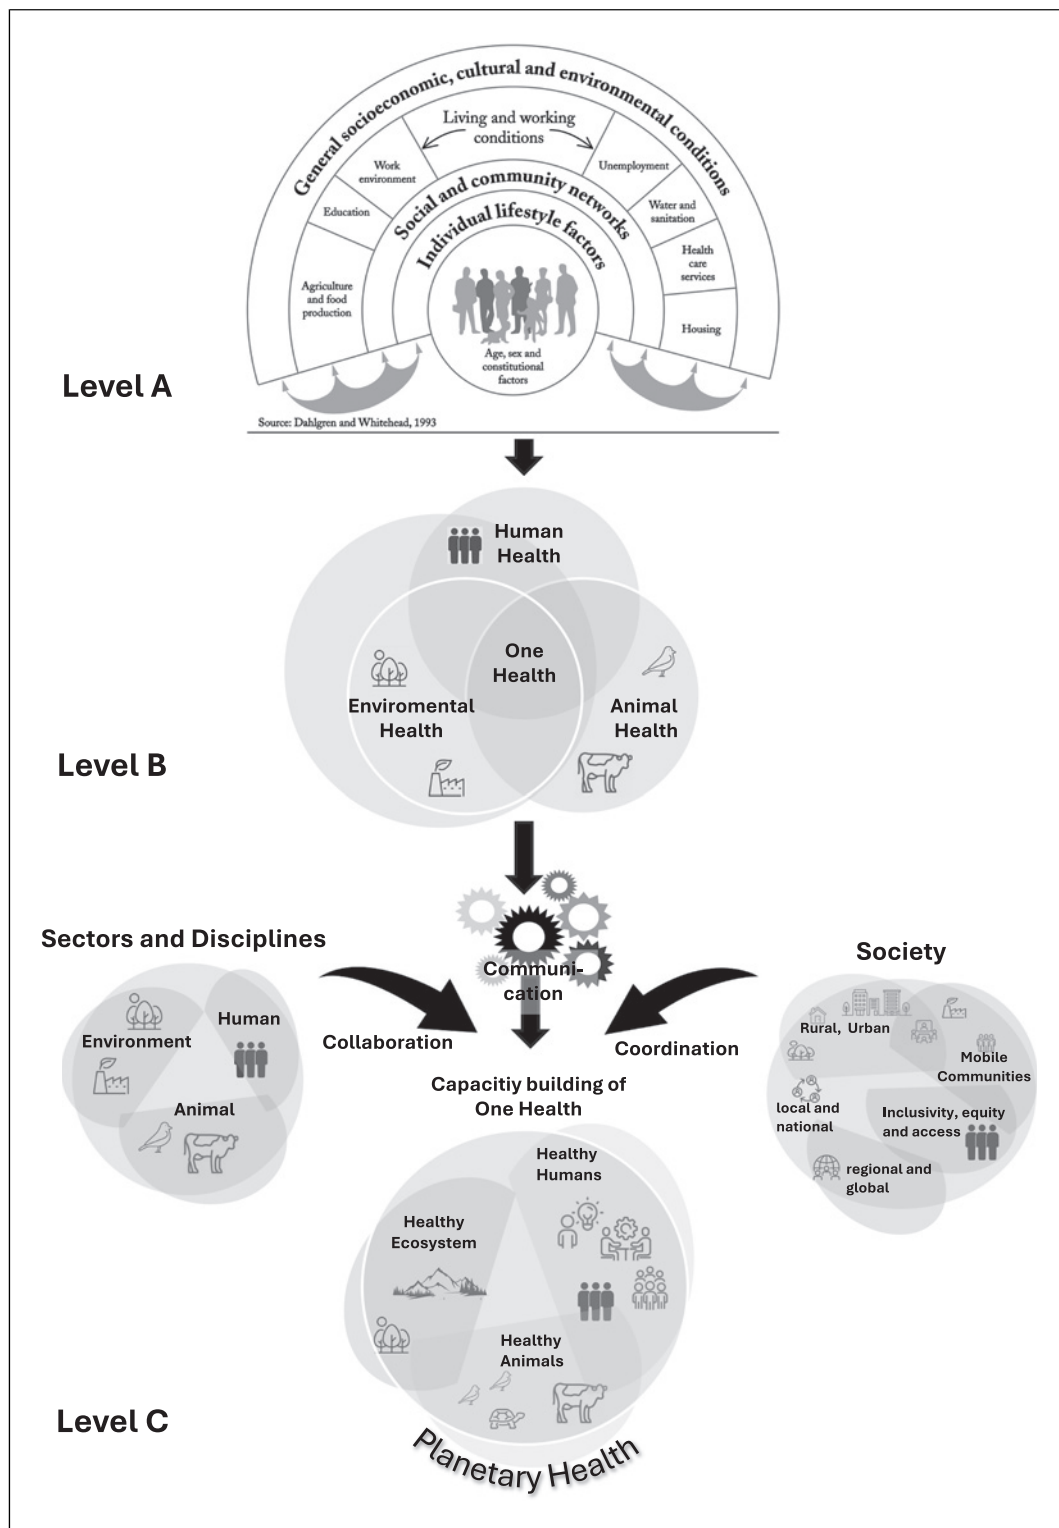 General socioeconomic, cultural and environmental conditions
Living and working
conditions
Work
environment
Unemployment
Social and community networks
Education
Water and
sanitation
Individual lifestyle factors
Health
care
services
Agriculture
and food
production
Housing
Age, sex and
constitutional
factors
Level A
Source: Dahlgren and Whitehead, 1993
Human
Health
One
Health
Enviromental
Health
Animal
Health
Level B
Sectors and Disciplines
Environment
Human
Animal
Communi-
cation
Collaboration
Coordination
Society
Rural, Urban
Mobile
Communities
local and
national
Inclusivity, equity
and access
regional and
global
Capacitiy building of
One Health
Healthy
Humans
Healthy
Ecosystem
Healthy
Animals
Level C
Planetary Health